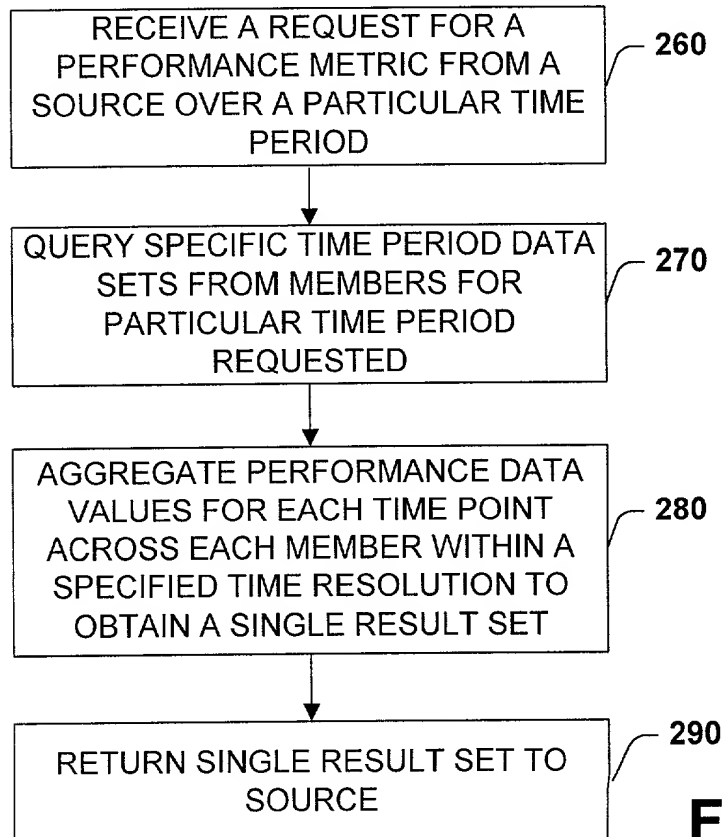 RECEIVE A REQUEST FOR A
PERFORMANCE METRIC FROM A
SOURCE OVER A PARTICULAR TIME
PERIOD
260
QUERY SPECIFIC TIME PERIOD DATA
SETS FROM MEMBERS FOR
PARTICULAR TIME PERIOD
REQUESTED
270
AGGREGATE PERFORMANCE DATA
VALUES FOR EACH TIME POINT
ACROSS EACH MEMBER WITHIN A
SPECIFIED TIME RESOLUTION TO
OBTAIN A SINGLE RESULT SET
280
RETURN SINGLE RESULT SET TO
SOURCE
290
F